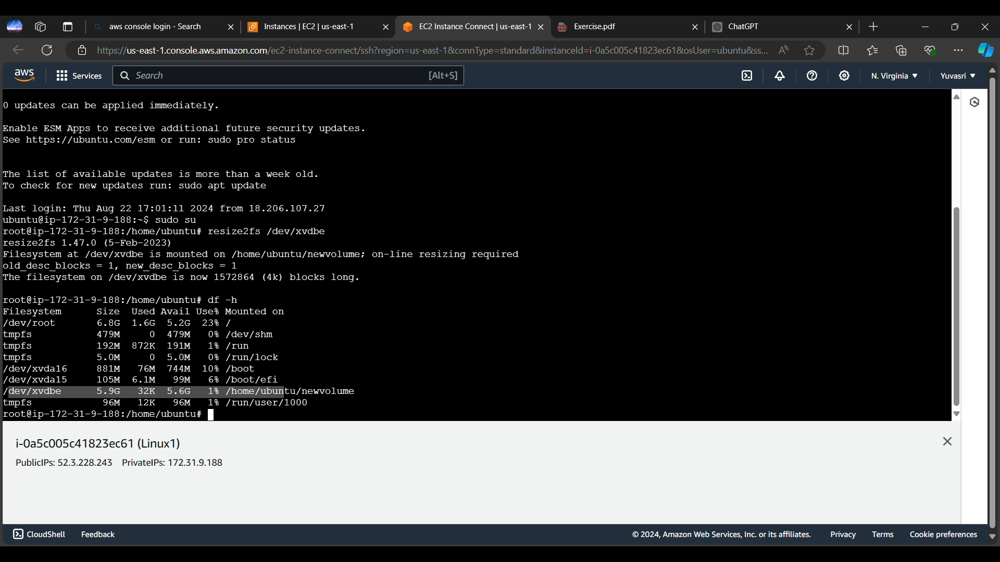 aws console login - Search
Instances | EC2 | us-east-1
EC2 Instance Connect | us-east-1
PDF
Exercise.pdf
ChatGPT
https://us-east-1.console.aws.amazon.com/ec2-instance-connect/ssh?region=us-east-1&connType=standard&instanceId=i-0a5c005c41823ec61&osUser=ubuntu&ss...
aws
Services
Search
[Alt+S]
N. Virginia
Yuvasri
0 updates can be applied immediately.
Enable ESM Apps to receive additional future security updates.
See https://ubuntu.com/esm or run: sudo pro status
The list of available updates is more than a week old.
To check for new updates run: sudo apt update
Last login: Thu Aug 22 17:01:11 2024 from 18.206.107.27
ubuntu@ip-172-31-9-188:~$ sudo su
root@ip-172-31-9-188:/home/ubuntu# resize2fs /dev/xvdbe
resize2fs 1.47.0 (5-Feb-2023)
Filesystem at /dev/xvdbe is mounted on /home/ubuntu/newvolume; on-line resizing required
old_desc_blocks = 1, new_desc_blocks = 1
The filesystem on /dev/xvdbe is now 1572864 (4k) blocks long.
root@ip-172-31-9-188:/home/ubuntu# df -h
Filesystem      Size  Used Avail Use% Mounted on
/dev/root       6.8G  1.6G  5.2G  23% /
tmpfs           479M     0  479M   0% /dev/shm
tmpfs           192M  872K  191M   1% /run
tmpfs           5.0M     0  5.0M   0% /run/lock
/dev/xvda16     881M   76M  744M  10% /boot
/dev/xvda15     105M  6.1M   99M   6% /boot/efi
/dev/xvdbe      5.9G   32K  5.6G   1% /home/ubuntu/newvolume
tmpfs            96M   12K   96M   1% /run/user/1000
root@ip-172-31-9-188:/home/ubuntu#
i-0a5c005c41823ec61 (Linux1)
PublicIPs: 52.3.228.243 PrivateIPs: 172.31.9.188
CloudShell
Feedback
© 2024, Amazon Web Services, Inc. or its affiliates.
Privacy
Terms
Cookie preferences